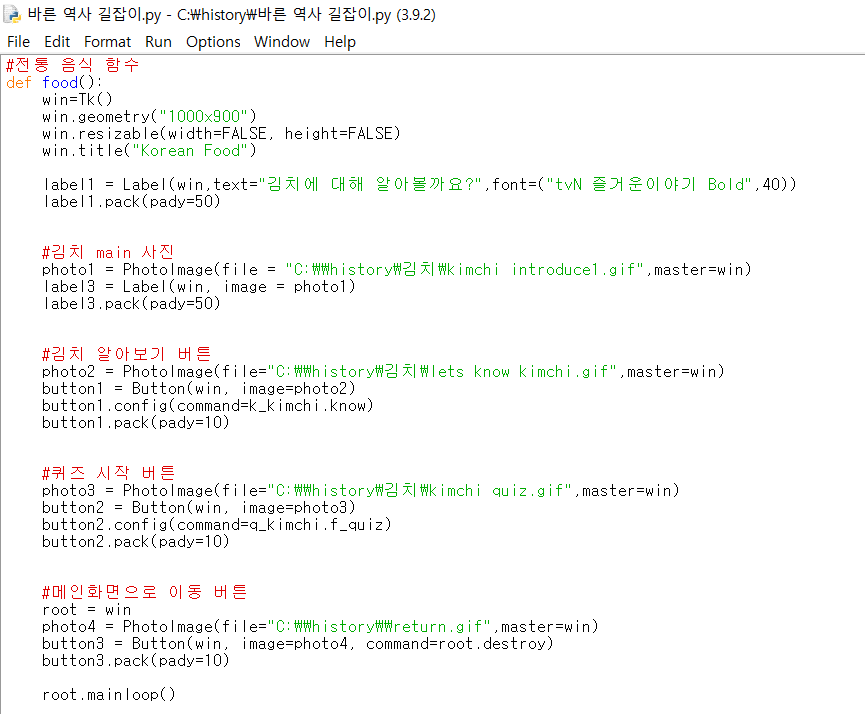 바른 역사 길잡이.py - C:₩history₩바른 역사 길잡이.py (3.9.2)
File Edit Format Run Options Window Help
#전통 음식 함수
def food():
    win=Tk()
    win.geometry("1000x900")
    win.resizable(width=FALSE, height=FALSE)
    win.title("Korean Food")
    label1 = Label(win,text="김치에 대해 알아볼까요?",font=("tvN 즐거운이야기 Bold",40))
    label1.pack(pady=50)
    #김치 main 사진
    photo1 = PhotoImage(file = "C:₩₩history₩김치₩kimchi introduce1.gif",master=win)
    label3 = Label(win, image = photo1)
    label3.pack(pady=50)
    #김치 알아보기 버튼
    photo2 = PhotoImage(file="C:₩₩history₩김치₩lets know kimchi.gif",master=win)
    button1 = Button(win, image=photo2)
    button1.config(command=k_kimchi.know)
    button1.pack(pady=10)
    #퀴즈 시작 버튼
    photo3 = PhotoImage(file="C:₩₩history₩김치₩kimchi quiz.gif",master=win)
    button2 = Button(win, image=photo3)
    button2.config(command=q_kimchi.f_quiz)
    button2.pack(pady=10)
    #메인화면으로 이동 버튼
    root = win
    photo4 = PhotoImage(file="C:₩₩history₩₩return.gif",master=win)
    button3 = Button(win, image=photo4, command=root.destroy)
    button3.pack(pady=10)
    root.mainloop()